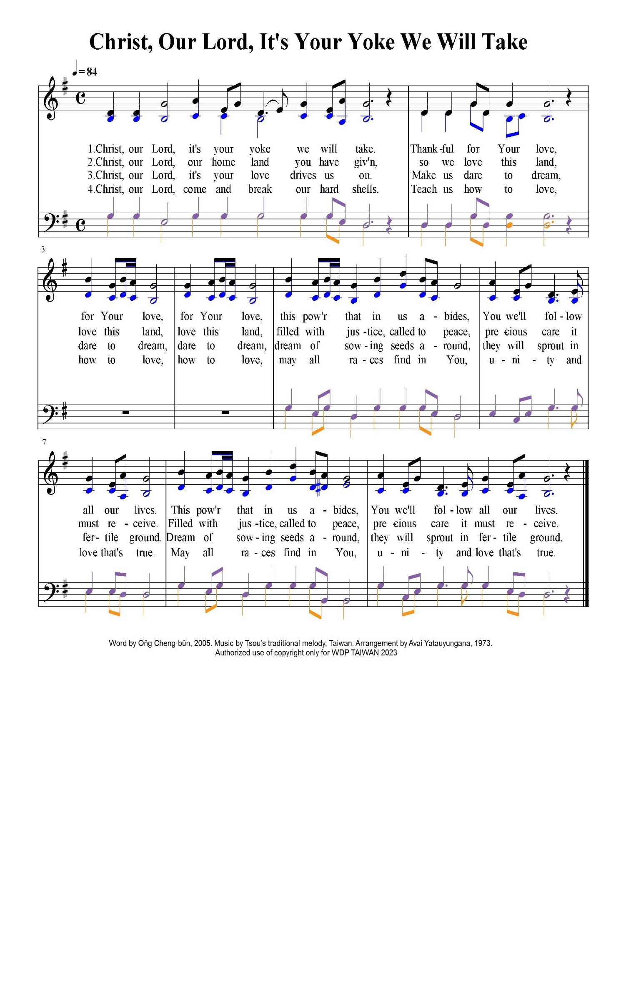 Christ, Our Lord, It's Your Yoke We Will Take
= 84
1.Christ, our Lord, it's your yoke we will take. Thank-ful for Your love,
2.Christ, our Lord, our home land you have giv'n, so we love this land,
3.Christ, our Lord, it's your love drives us on. Make us dare to dream,
4.Christ, our Lord, come and break our hard shells. Teach us how to love,
3
for Your love, for Your love, this pow'r that in us a - bides, You we'll fol - low
love this land, love this land, filled with jus - tice, called to peace, pre - cious care it
dare to dream, dare to dream, dream of sow - ing seeds a - round, they will sprout in
how to love, how to love, may all ra - ces find in You, u - ni - ty and
7
all our lives. This pow'r that in us a - bides, You we'll fol - low all our lives.
must re - ceive. Filled with jus - tice, called to peace, pre - cious care it must re - ceive.
fer - tile ground. Dream of sow - ing seeds a - round, they will sprout in fer - tile ground.
love that's true. May all ra - ces find in You, u - ni - ty and love that's true.
Word by On̂g Cheng-bûn, 2005. Music by Tsou’s traditional melody, Taiwan. Arrangement by Avai Yatauyungana, 1973.
Authorized use of copyright only for WDP TAIWAN 2023